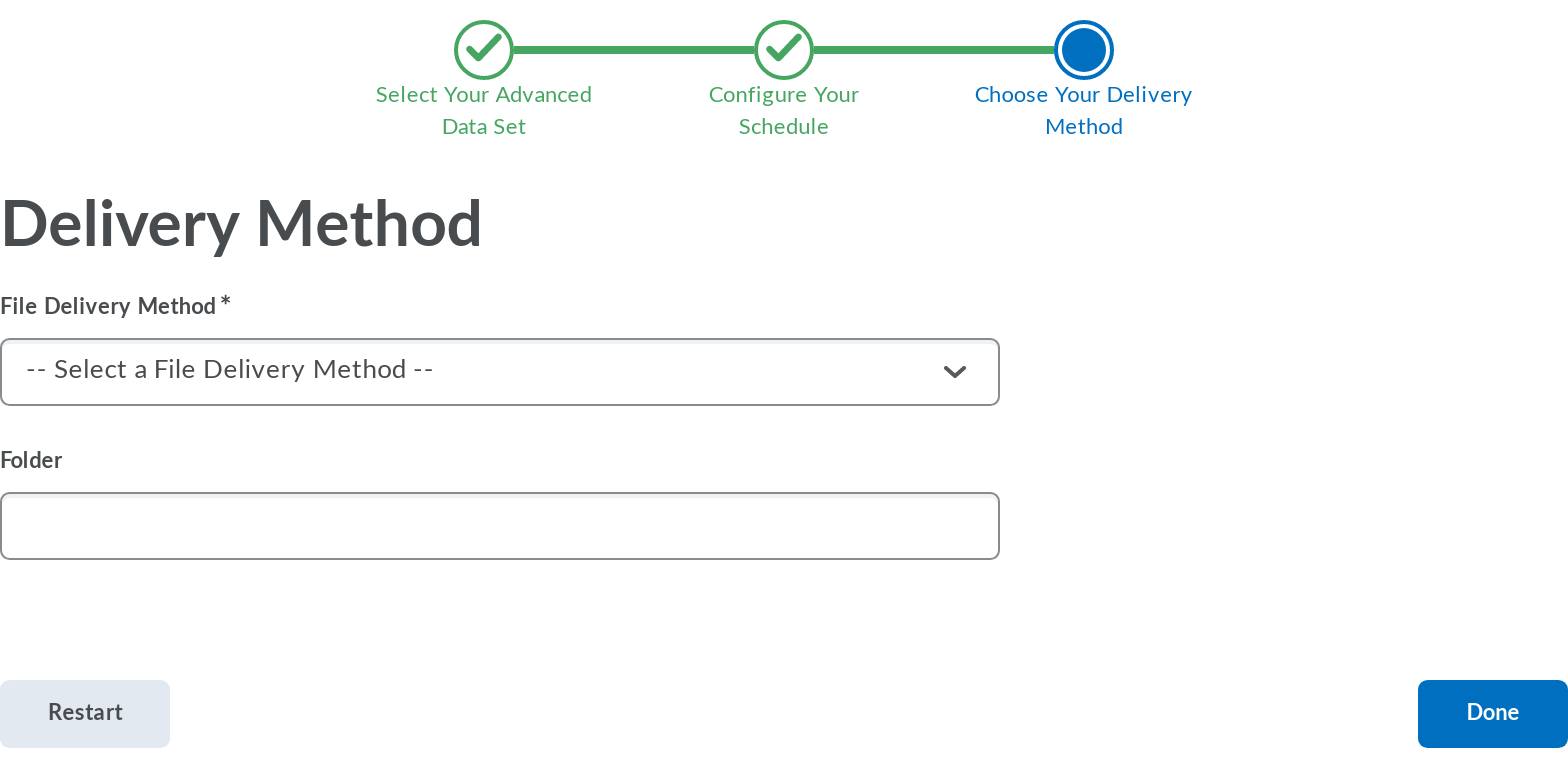 Select Your Advanced
Data Set
Configure Your
Schedule
Choose Your Delivery
Method
Delivery Method
File Delivery Method *
-- Select a File Delivery Method --
Folder
Restart
Done